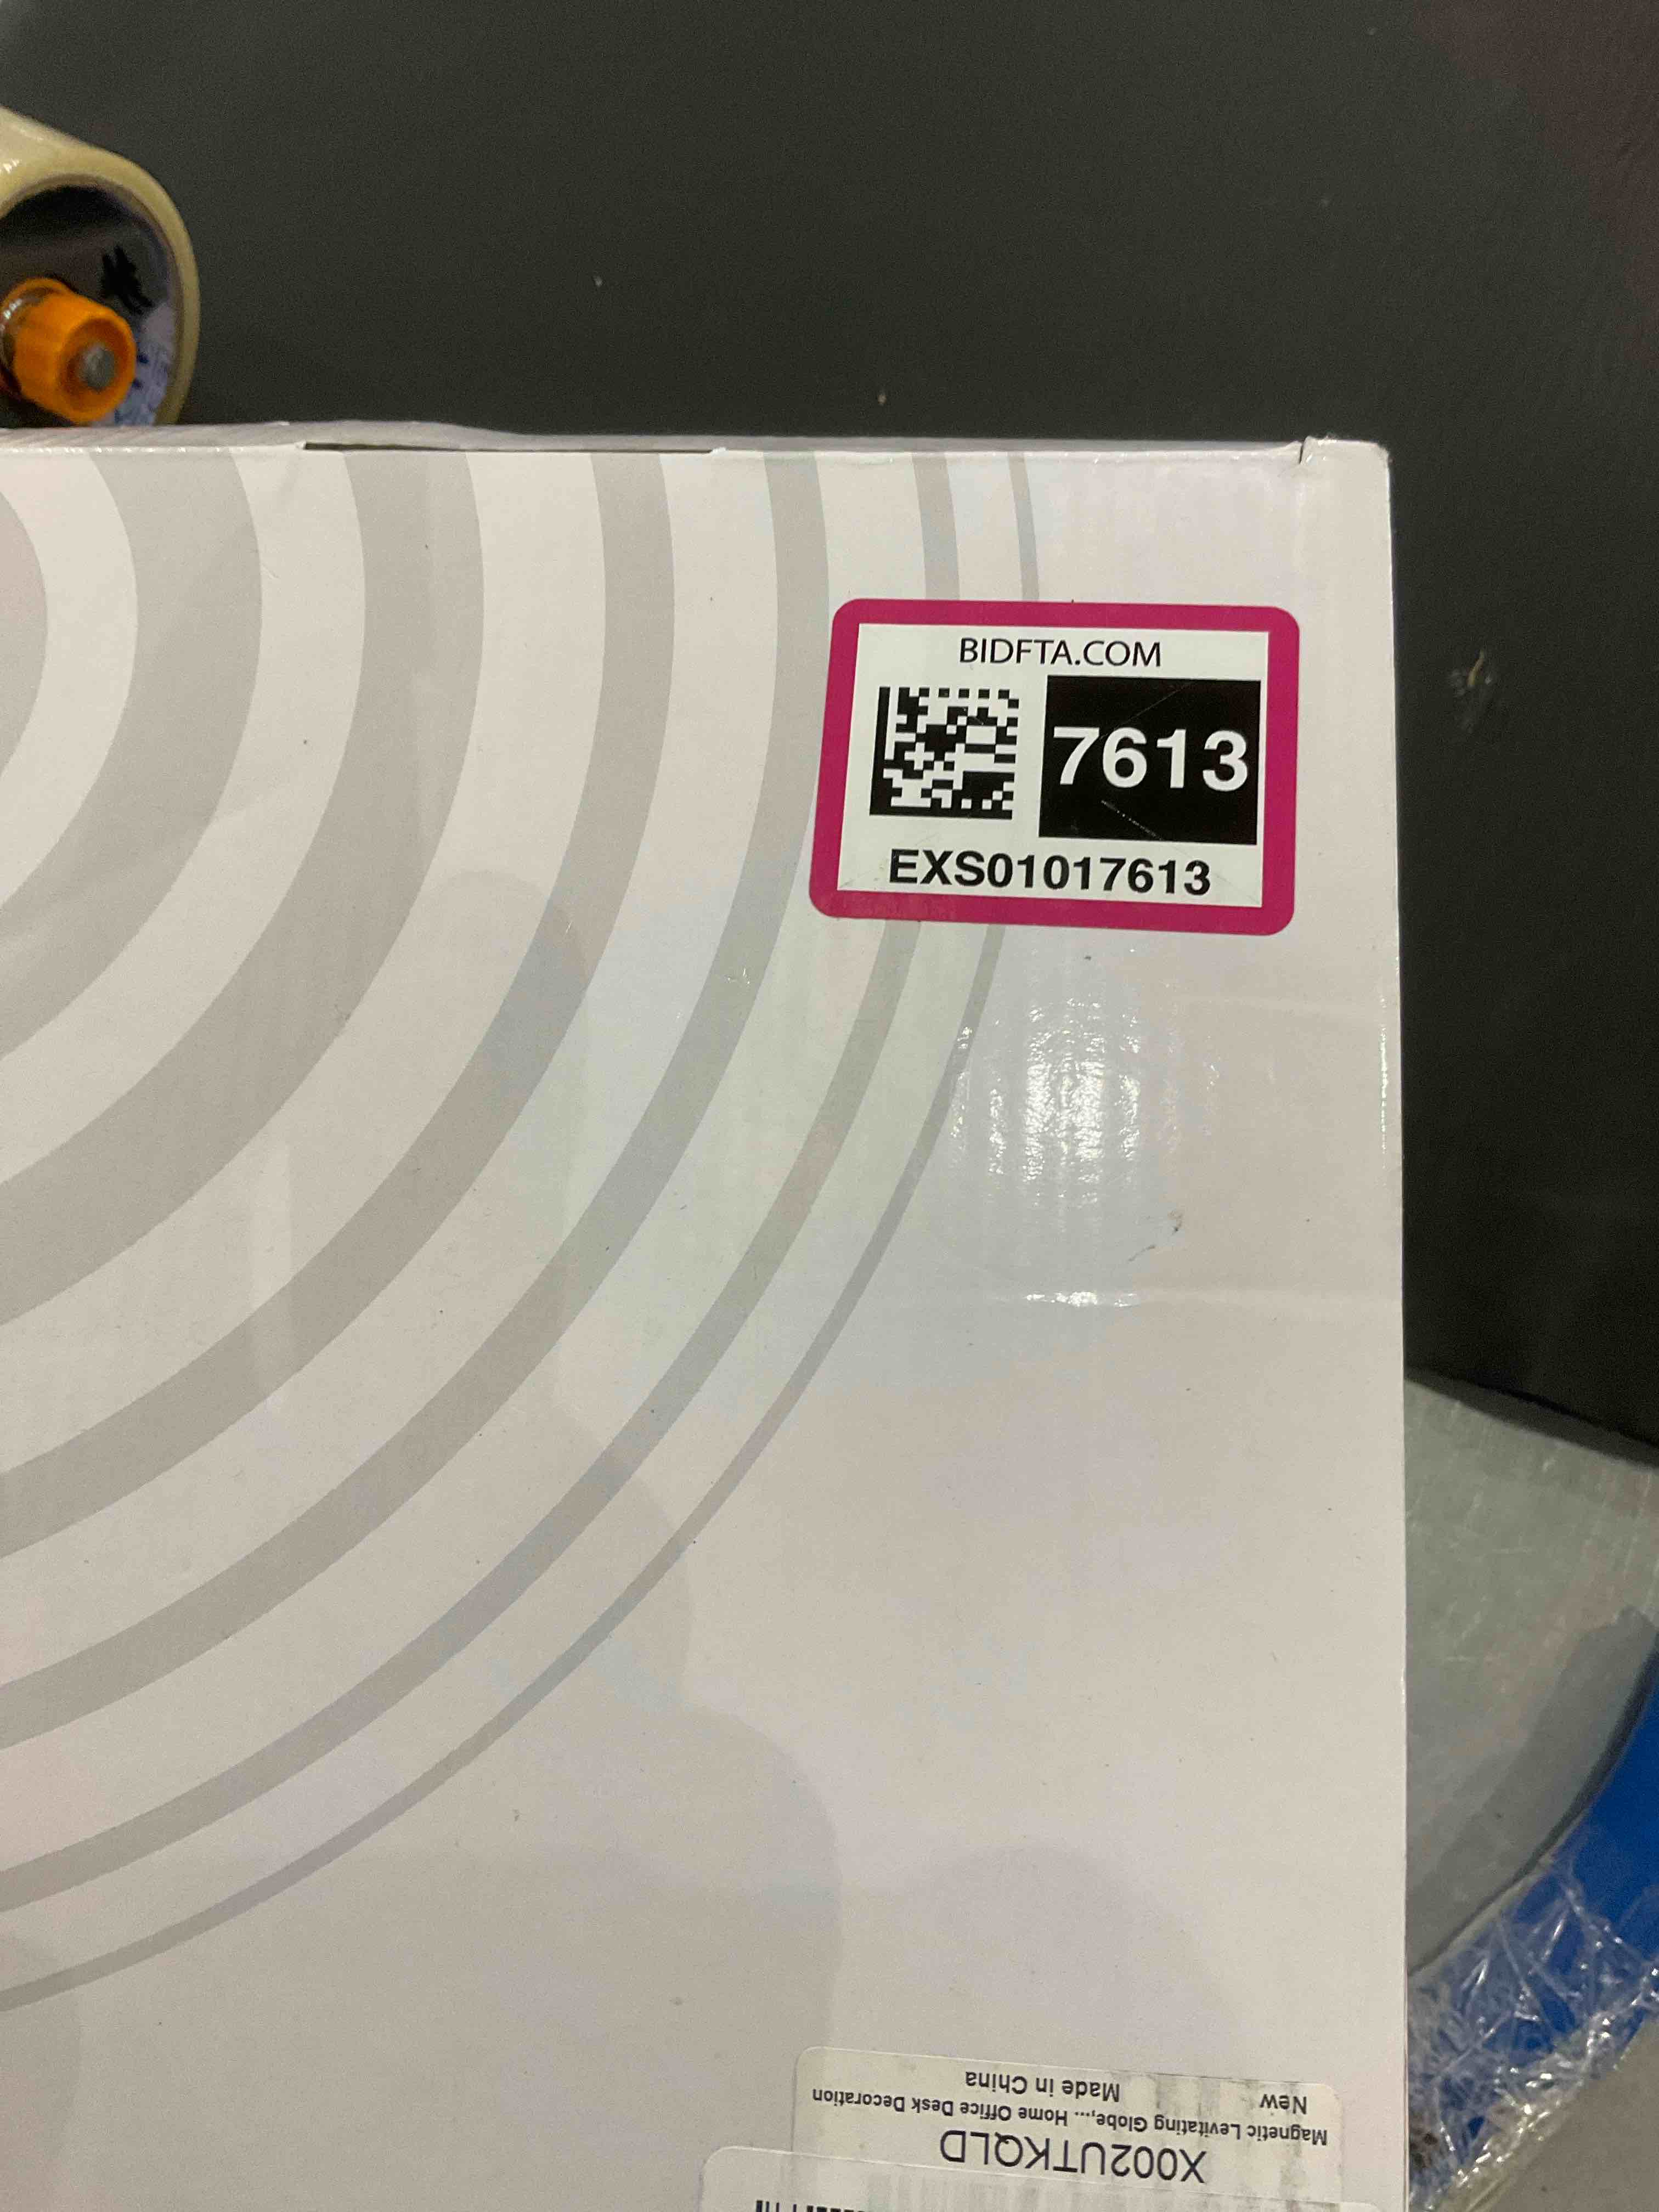 BIDFTA.COM
7613
EXS01017613
X002UTKQLD
Magnetic Levitating Globe,... Home Office Desk Decoration
New
Made in China